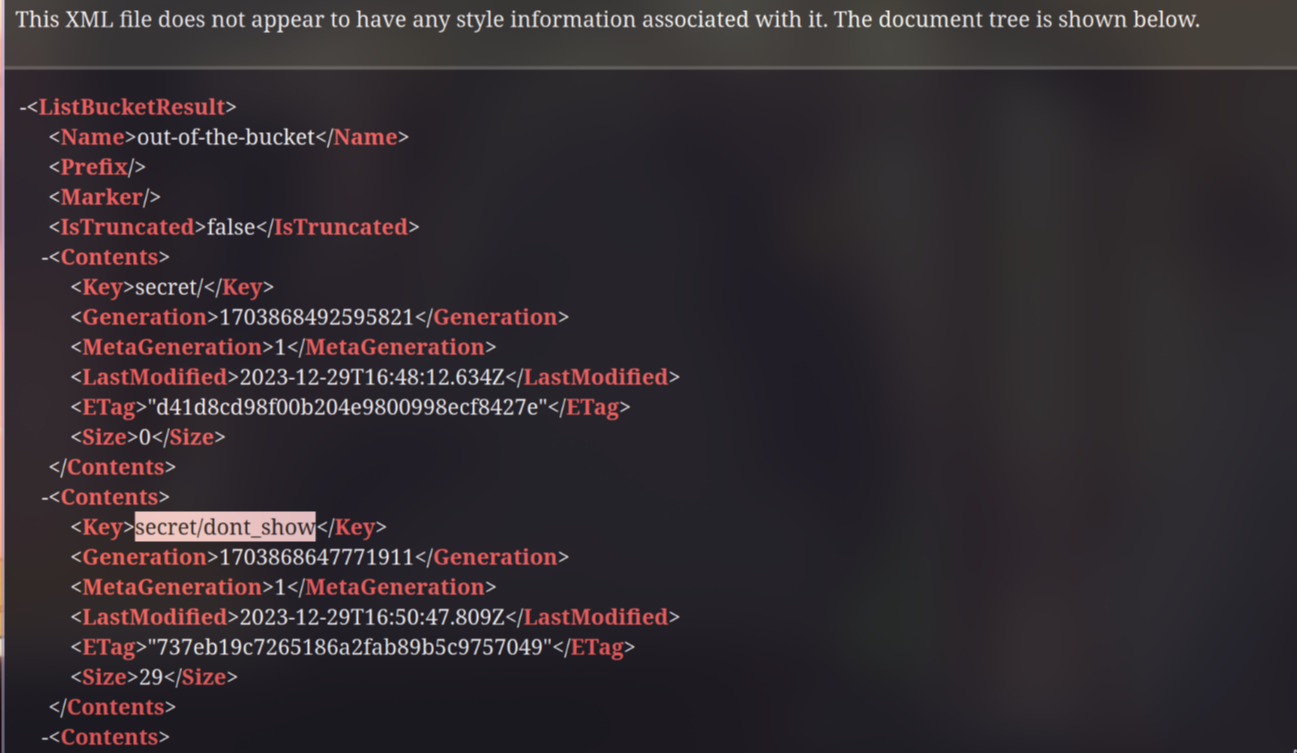 This XML file does not appear to have any style information associated with it. The document tree is shown below.
-<ListBucketResult>
<Name>out-of-the-bucket</Name>
<Prefix/>
<Marker/>
<IsTruncated>false</IsTruncated>
-<Contents>
<Key>secret/</Key>
<Generation>1703868492595821</Generation>
<MetaGeneration>1</MetaGeneration>
<LastModified>2023-12-29T16:48:12.634Z</LastModified>
<ETag>"d41d8cd98f00b204e9800998ecf8427e"</ETag>
<Size>0</Size>
</Contents>
-<Contents>
<Key>secret/dont_show</Key>
<Generation>1703868647771911</Generation>
<MetaGeneration>1</MetaGeneration>
<LastModified>2023-12-29T16:50:47.809Z</LastModified>
<ETag>"737eb19c7265186a2fab89b5c9757049"</ETag>
<Size>29</Size>
</Contents>
-<Contents>